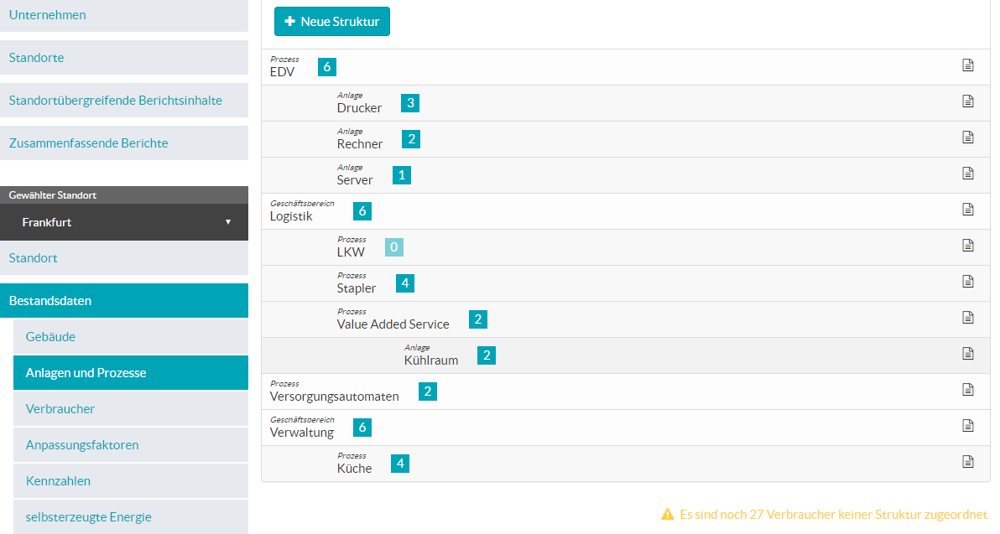 Unternehmen
Standorte
Standortübergreifende Berichtsinhalte
Zusammenfassende Berichte
Gewählter Standort
Frankfurt
Standort
Bestandsdaten
Gebäude
Anlagen und Prozesse
Verbraucher
Anpassungsfaktoren
Kennzahlen
selbsterzeugte Energie
Neue Struktur
Prozess
EDV 6
Anlage
Drucker 3
Anlage
Rechner 2
Anlage
Server 1
Geschäftsbereich
Logistik 6
Prozess
LKW 0
Prozess
Stapler 4
Prozess
Value Added Service 2
Anlage
Kühlraum 2
Prozess
Versorgungsautomaten 2
Geschäftsbereich
Verwaltung 6
Prozess
Küche 4
Es sind noch 27 Verbraucher keiner Struktur zugeordnet.